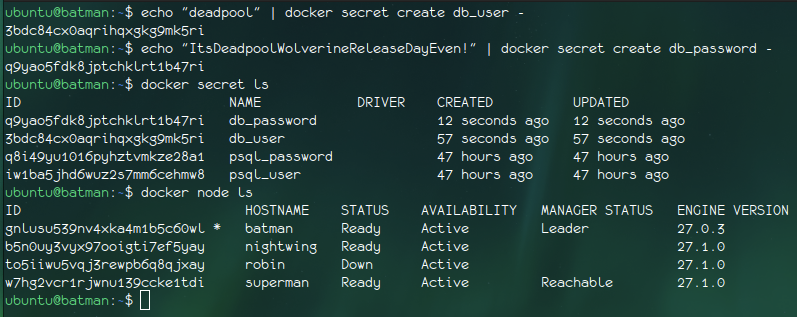 ubuntu@batman:~$ echo "deadpool" | docker secret create db_user -
3bdc84cx0aqrihqxgkg9mk5ri
ubuntu@batman:~$ echo "ItsDeadpoolWolverineReleaseDayEven!" | docker secret create db_password -
q9yao5fdk8jptchklrt1b47ri
ubuntu@batman:~$ docker secret ls
ID NAME DRIVER CREATED UPDATED
q9yao5fdk8jptchklrt1b47ri db_password 12 seconds ago 12 seconds ago
3bdc84cx0aqrihqxgkg9mk5ri db_user 57 seconds ago 57 seconds ago
q8i49yu1016pyhztvmkze28a1 psql_password 47 hours ago 47 hours ago
iw1ba5jhd6wuz2s7mm6cehmw8 psql_user 47 hours ago 47 hours ago
ubuntu@batman:~$ docker node ls
ID HOSTNAME STATUS AVAILABILITY MANAGER STATUS ENGINE VERSION
gnlusu539nv4xka4m1b5c60wl * batman Ready Active Leader 27.0.3
b5n0uy3vyx97ooigti7ef5yay nightwing Ready Active 27.1.0
to5iiwu5vqj3rewpb6q8qjxay robin Down Active 27.1.0
w7hg2vcr1rjwnu139ccke1tdi superman Ready Active Reachable 27.1.0
ubuntu@batman:~$